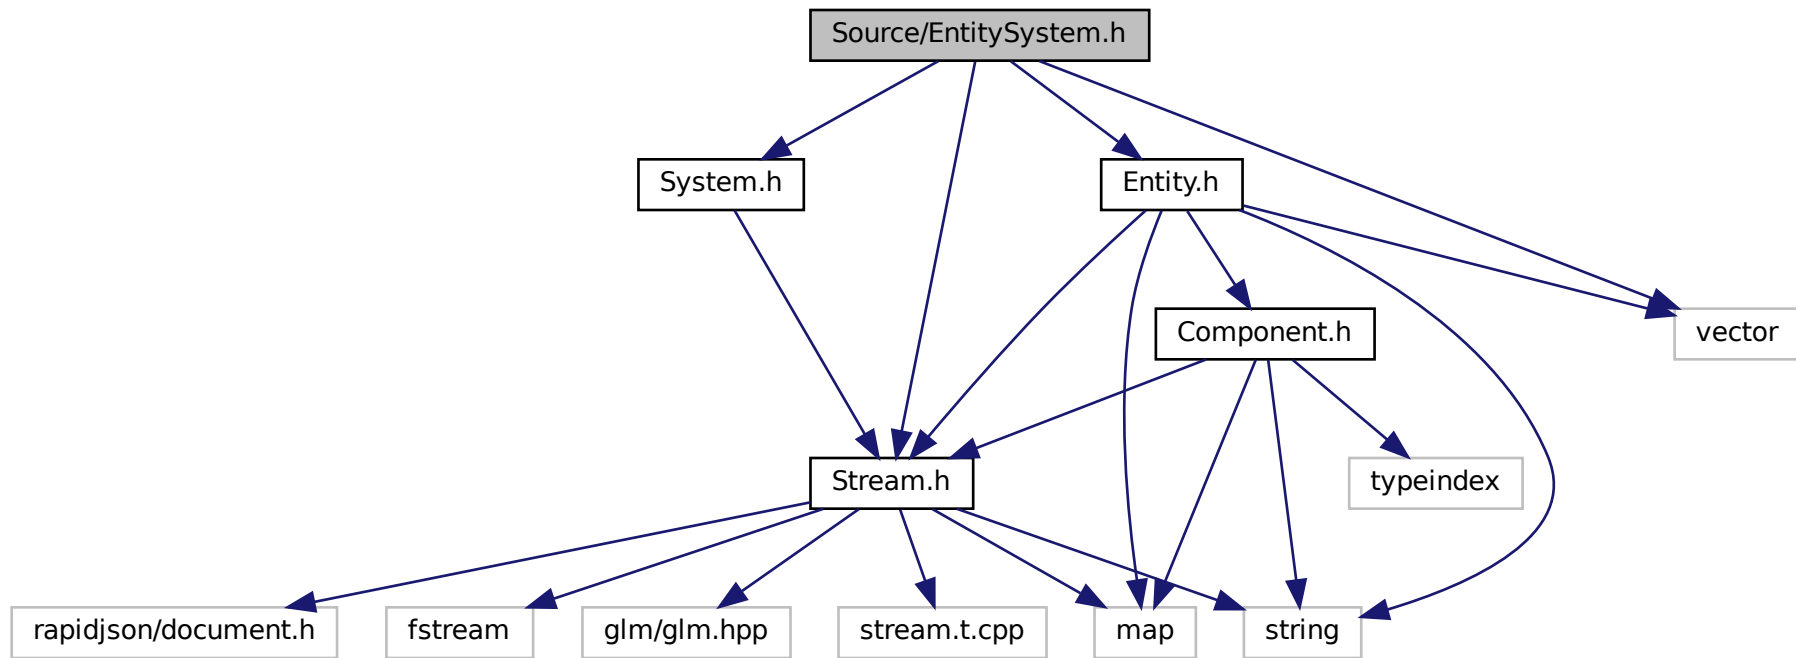 Source/EntitySystem.h
System.h
Entity.h
Component.h
vector
Stream.h
typeindex
rapidjson/document.h
fstream
glm/glm.hpp
stream.t.cpp
map
string